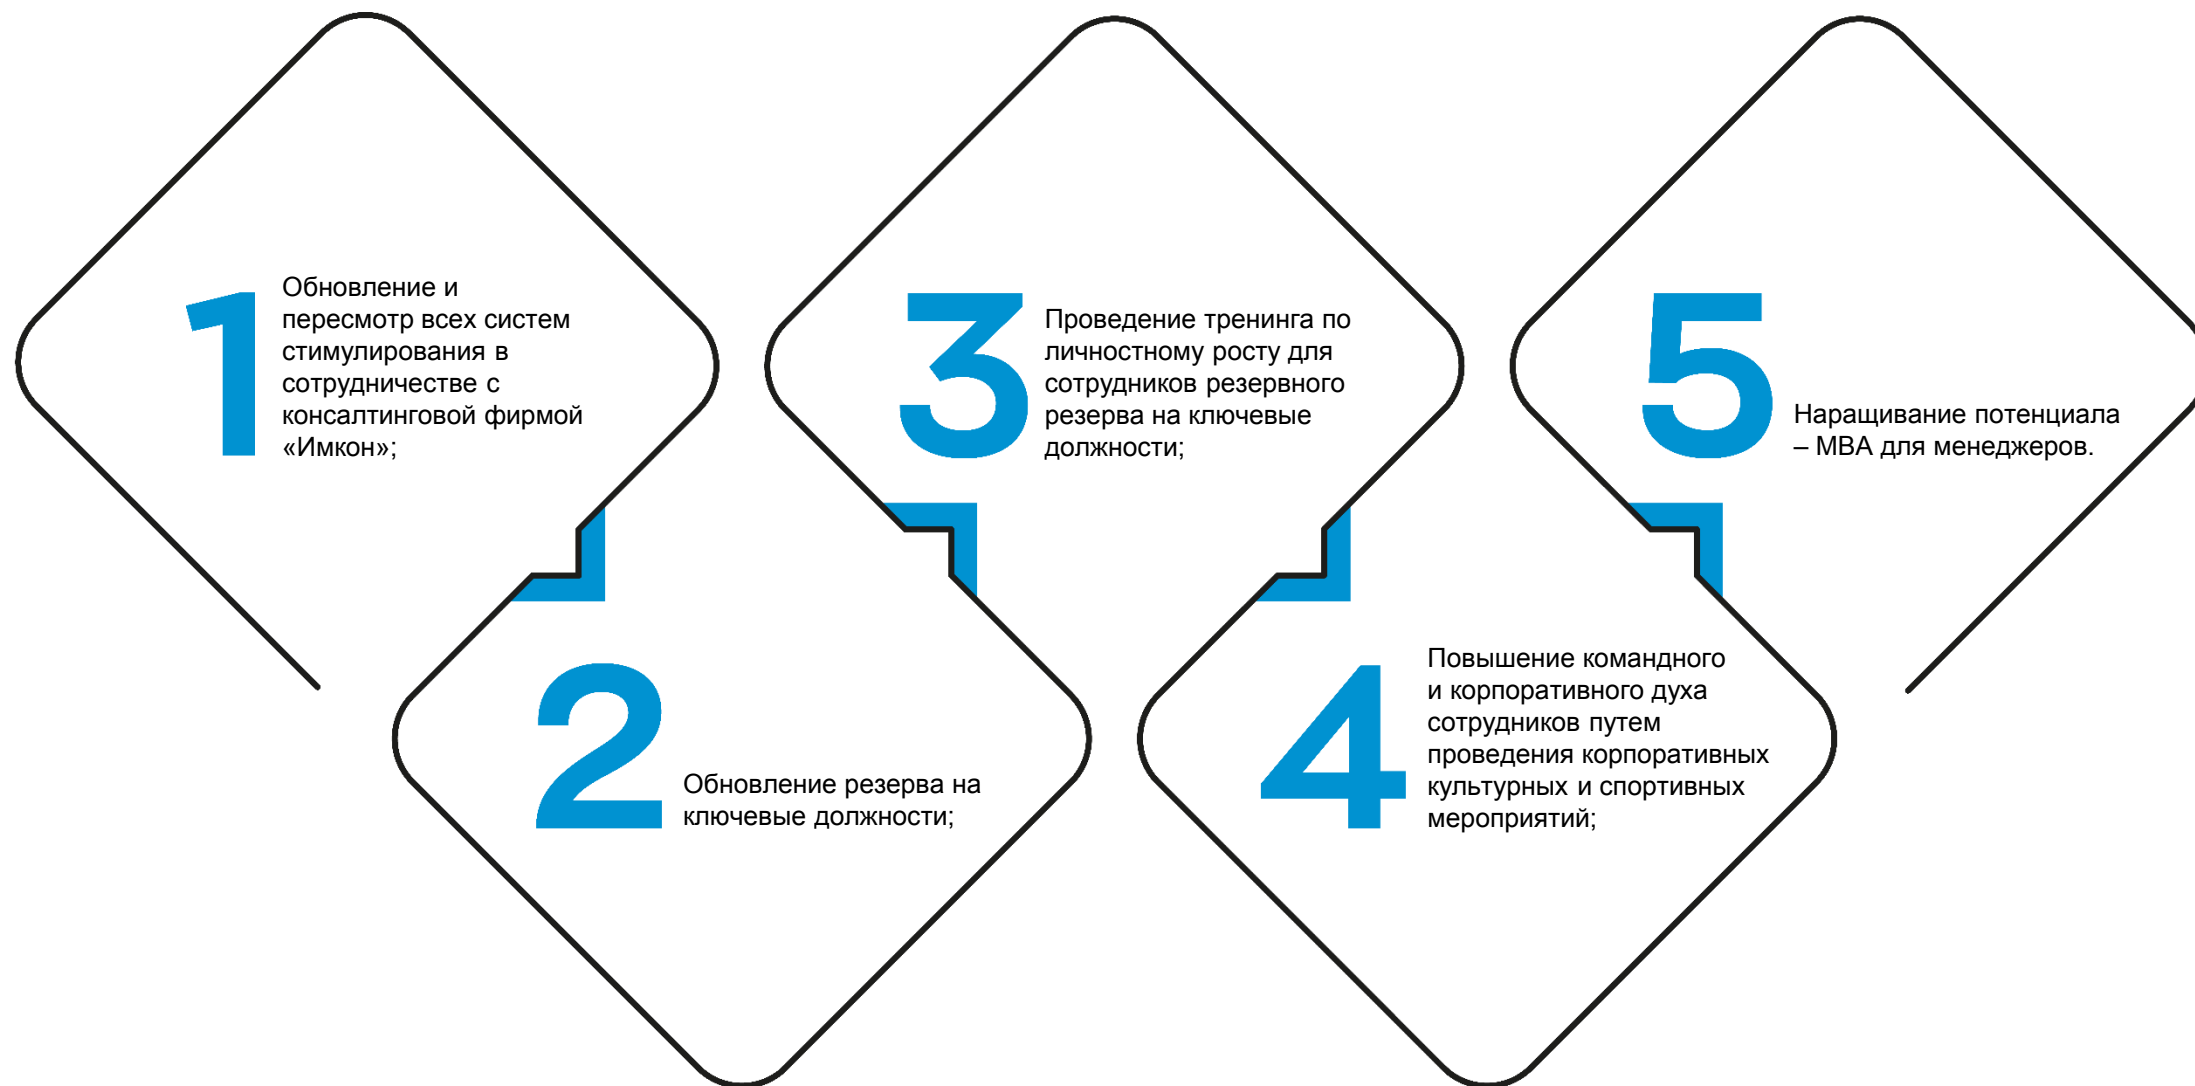 1
Обновление и
пересмотр всех систем
стимулирования в
сотрудничестве с
консалтинговой фирмой
«Имкон»;
2
Обновление резерва на
ключевые должности;
3
Проведение тренинга по
личностному росту для
сотрудников резервного
резерва на ключевые
должности;
4
Повышение командного
и корпоративного духа
сотрудников путем
проведения корпоративных
культурных и спортивных
мероприятий;
5
Наращивание потенциала
– МВА для менеджеров.